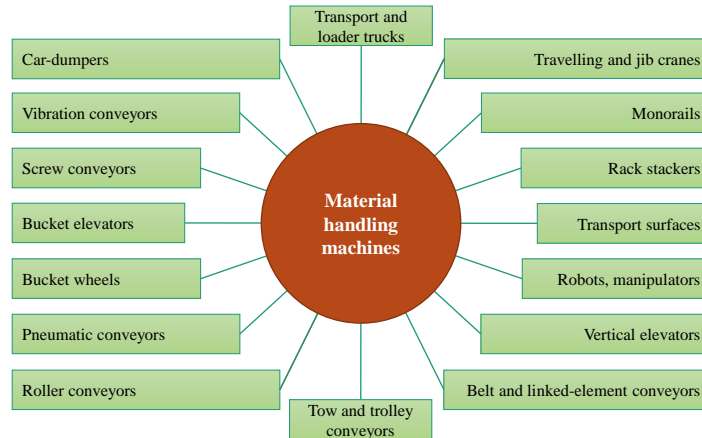 Transport and
loader trucks
Car-dumpers
Travelling and jib cranes
Vibration conveyors
Monorails
Screw conveyors
Rack stackers
Material
handling
machines
Bucket elevators
Transport surfaces
Bucket wheels
Robots, manipulators
Pneumatic conveyors
Vertical elevators
Roller conveyors
Belt and linked-element conveyors
Tow and trolley
conveyors